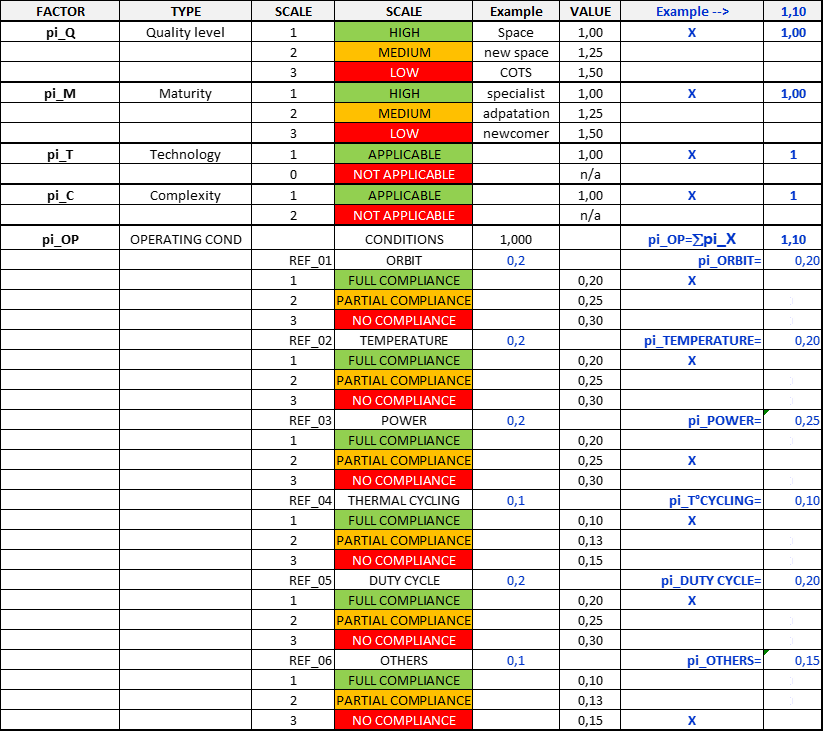 FACTOR TYPE SCALE SCALE Example VALUE Example --> 1,10
pi_Q Quality level 1 HIGH Space 1,00 X 1,00
2 MEDIUM new space 1,25
3 LOW COTS 1,50
pi_M Maturity 1 HIGH specialist 1,00 X 1,00
2 MEDIUM adpatation 1,25
3 LOW newcomer 1,50
pi_T Technology 1 APPLICABLE 1,00 X 1
0 NOT APPLICABLE n/a
pi_C Complexity 1 APPLICABLE 1,00 X 1
2 NOT APPLICABLE n/a
pi_OP OPERATING COND CONDITIONS 1,000 pi_OP=∑pi_X 1,10
REF_01 ORBIT 0,2 pi_ORBIT= 0,20
1 FULL COMPLIANCE 0,20 X
2 PARTIAL COMPLIANCE 0,25
3 NO COMPLIANCE 0,30
REF_02 TEMPERATURE 0,2 pi_TEMPERATURE= 0,20
1 FULL COMPLIANCE 0,20 X
2 PARTIAL COMPLIANCE 0,25
3 NO COMPLIANCE 0,30
REF_03 POWER 0,2 pi_POWER= 0,25
1 FULL COMPLIANCE 0,20
2 PARTIAL COMPLIANCE 0,25 X
3 NO COMPLIANCE 0,30
REF_04 THERMAL CYCLING 0,1 pi_T°CYCLING= 0,10
1 FULL COMPLIANCE 0,10 X
2 PARTIAL COMPLIANCE 0,13
3 NO COMPLIANCE 0,15
REF_05 DUTY CYCLE 0,2 pi_DUTY CYCLE= 0,20
1 FULL COMPLIANCE 0,20 X
2 PARTIAL COMPLIANCE 0,25
3 NO COMPLIANCE 0,30
REF_06 OTHERS 0,1 pi_OTHERS= 0,15
1 FULL COMPLIANCE 0,10
2 PARTIAL COMPLIANCE 0,13
3 NO COMPLIANCE 0,15 X